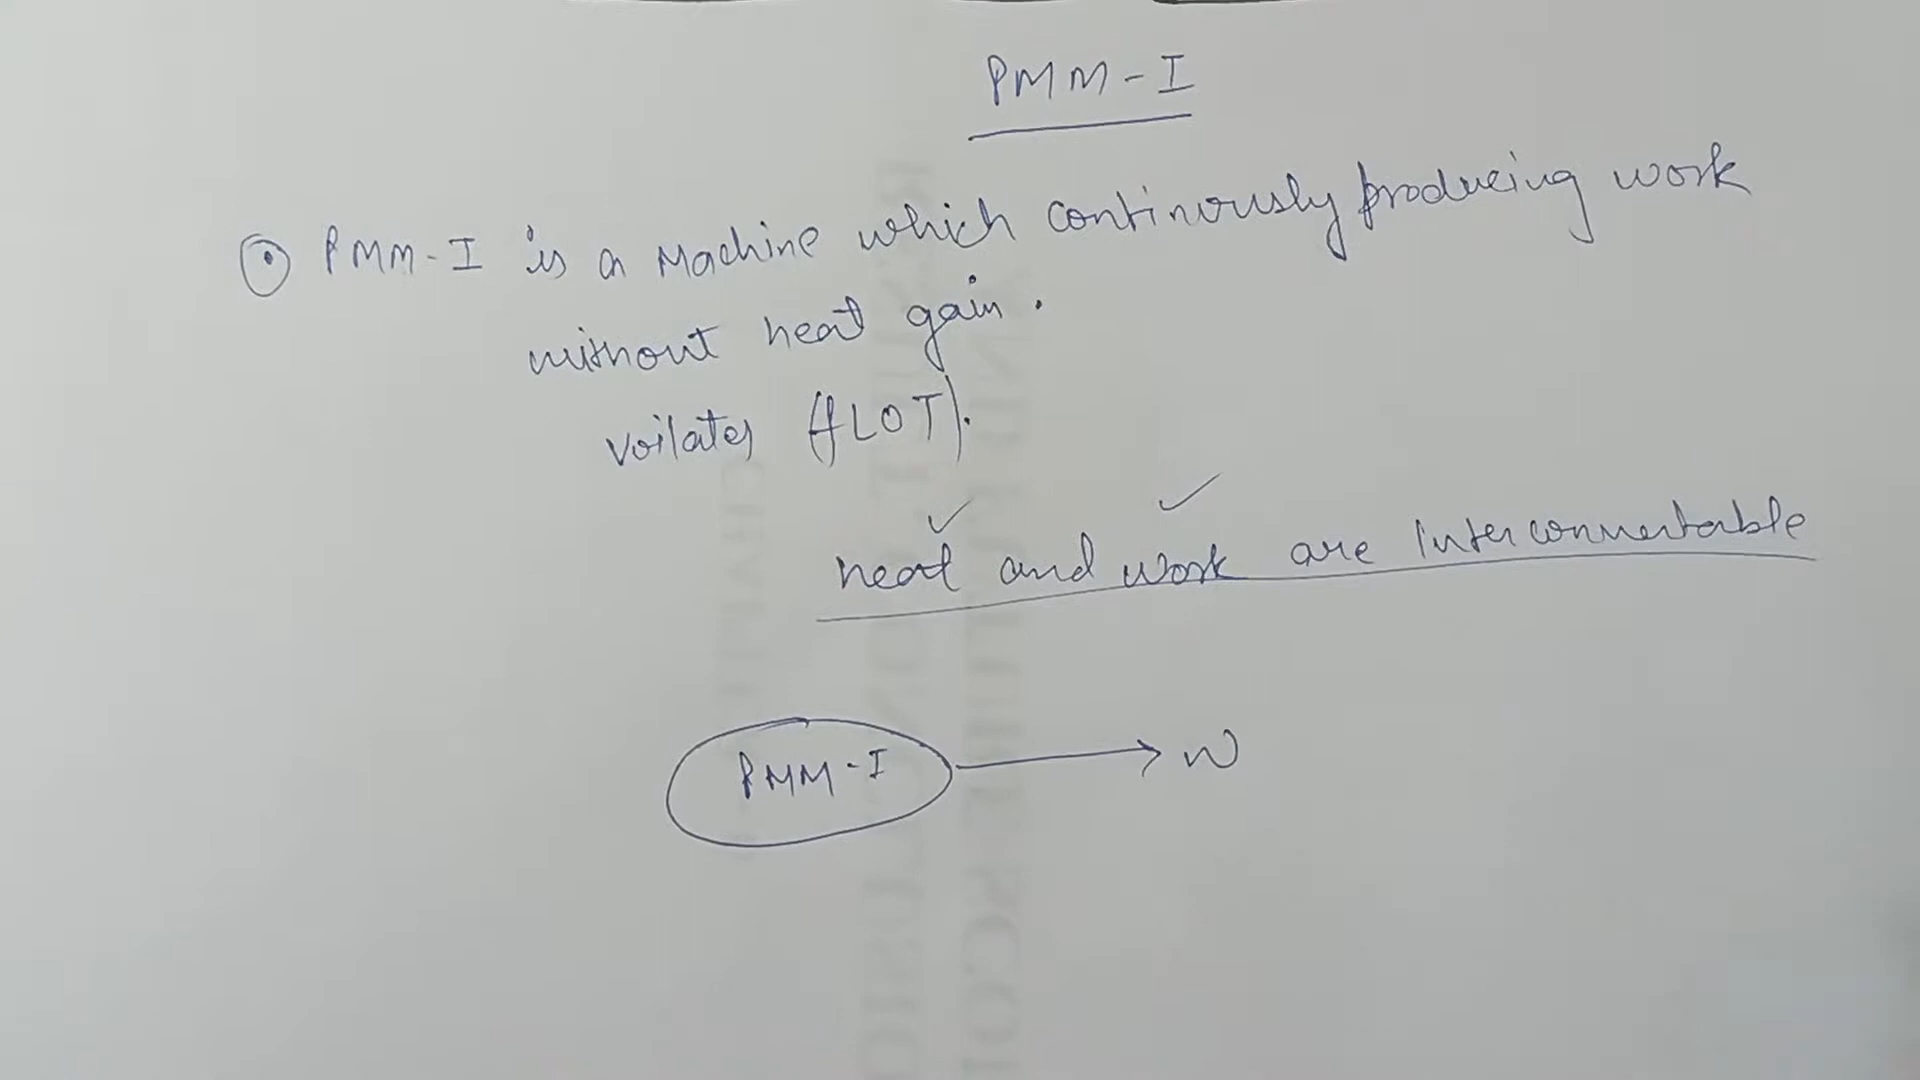 PMM-I
PMM-I is a Machine which continously producing work
without heat gain.
voilates (fLOT).
heat and work are interconvertable
PMM-I → W